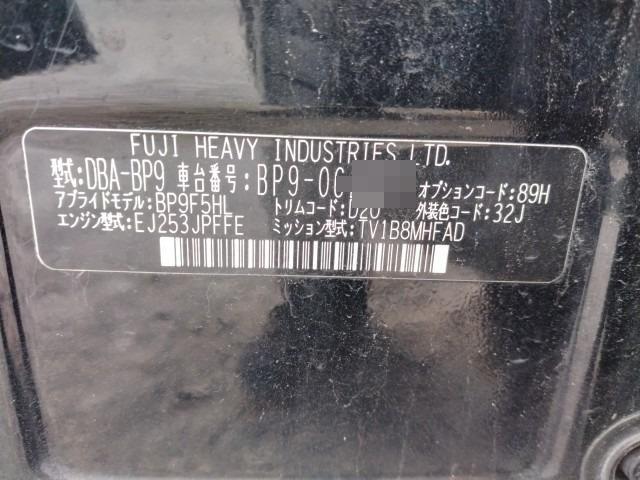 FUJI HEAVY INDUSTRIES LTD.
型式:DBA-BP9 車台番号:BP9-0C
アプライドモデル:BP9F5HL トリムコード: オプションコード:89H
エンジン型式:EJ253JPFFE ミッション型式:TV1B8MHFAD 外装色コード:32J